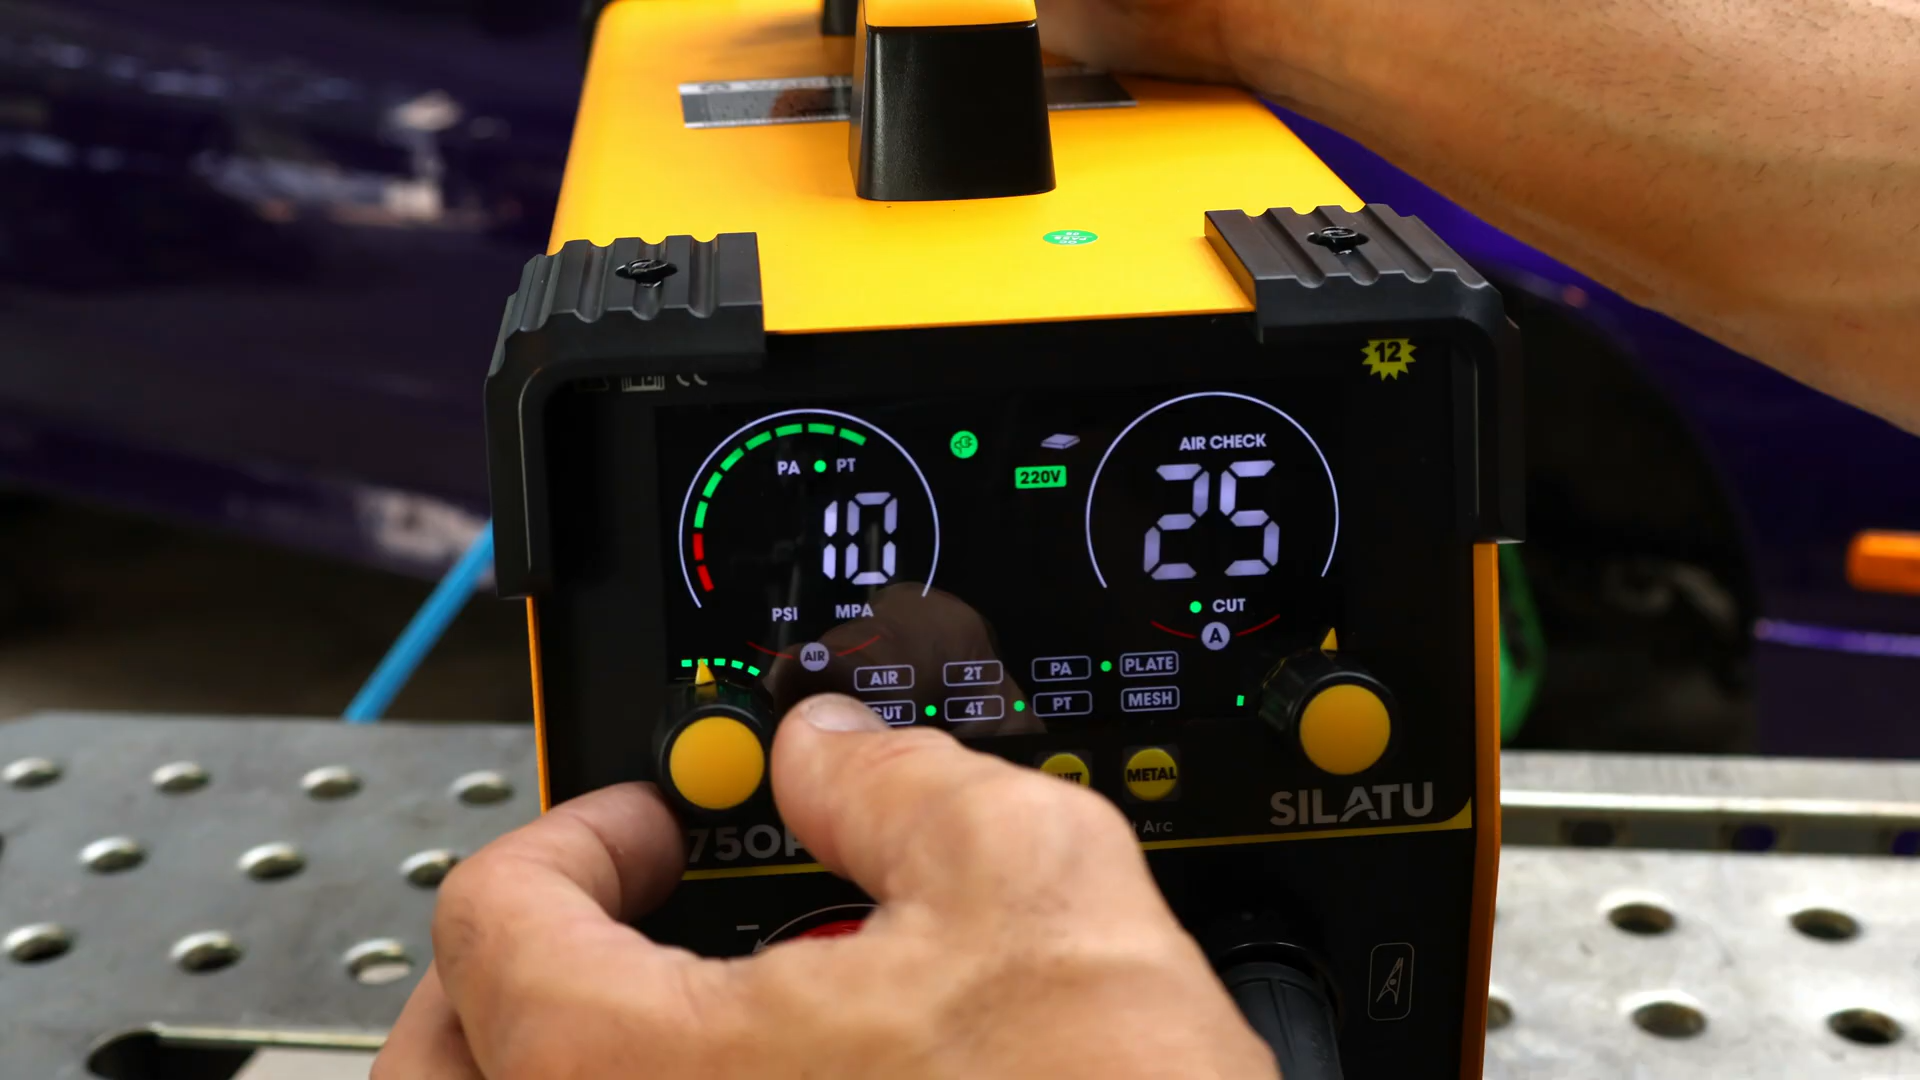 12
AIR CHECK
PA PT
220V
10
25
PSI MPA
CUT
A
AIR
AIR 2T PA PLATE
CUT 4T PT MESH
METAL
SILATU
Arc